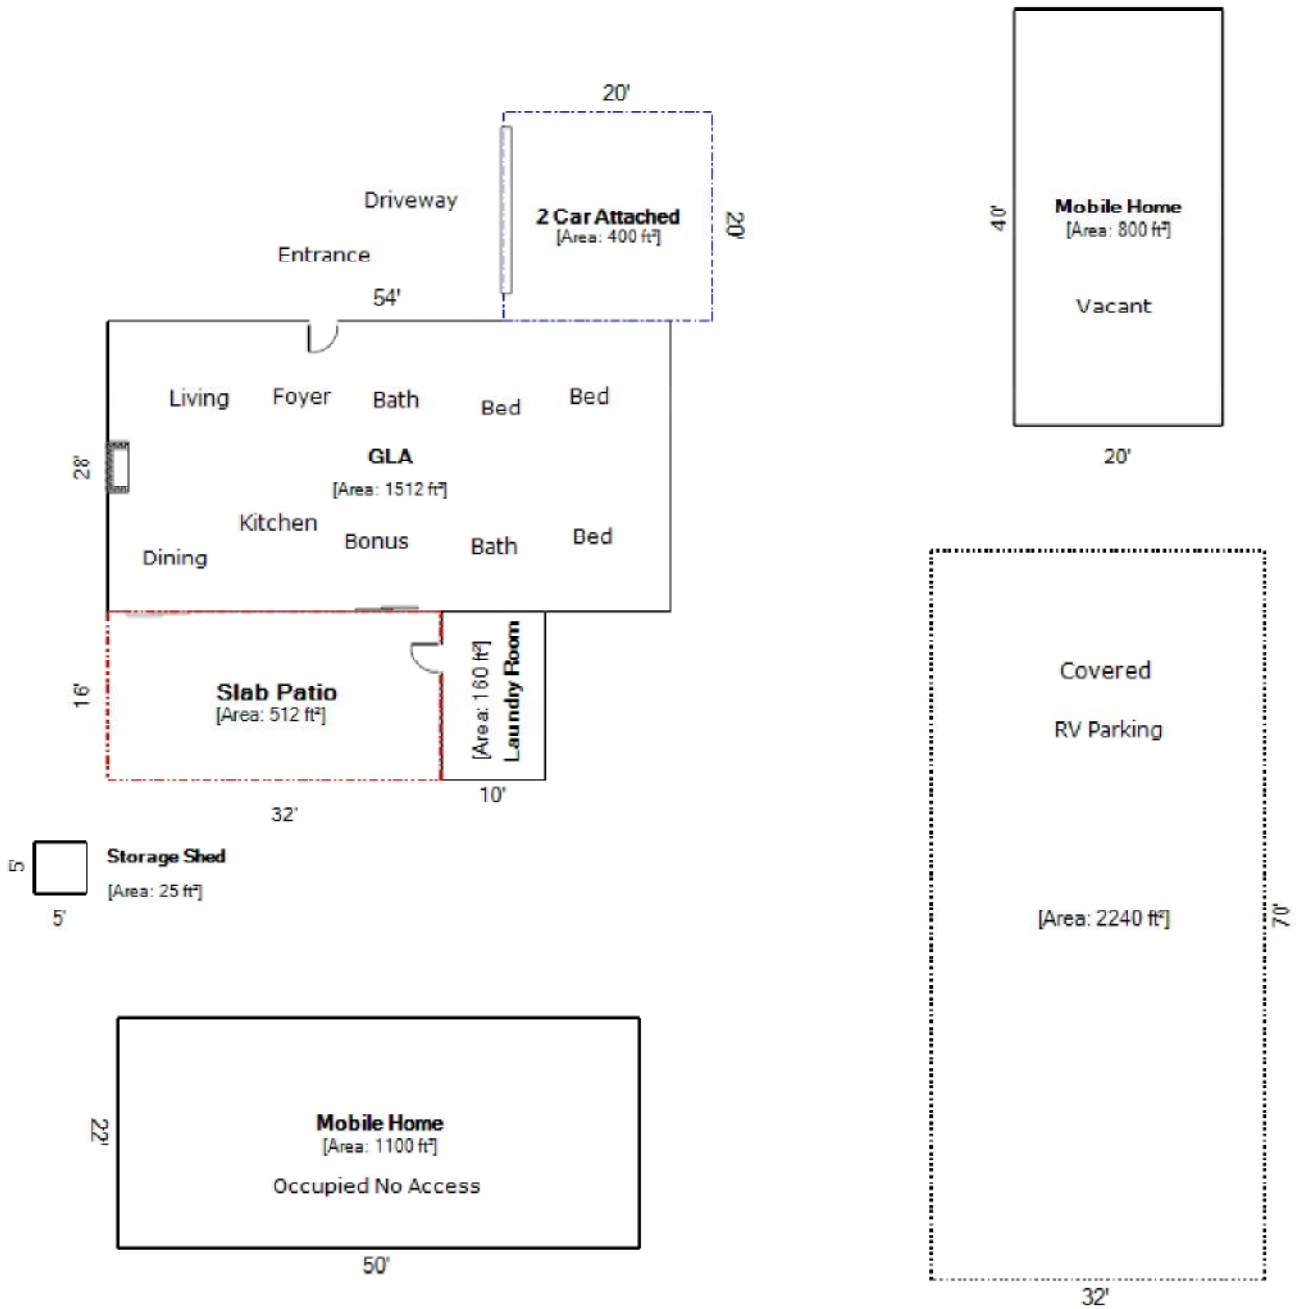 20'
Driveway
2 Car Attached
[Area: 400 ft²]
20'
Entrance
54'
Living
Foyer
Bath
Bed
Bed
GLA
[Area: 1512 ft²]
28'
Kitchen
Bonus
Bath
Bed
Dining
16'
Slab Patio
[Area: 512 ft²]
[Area: 160 ft²]
Laundry Room
10'
32'
5'
Storage Shed
[Area: 25 ft²]
5'
22'
Mobile Home
[Area: 1100 ft²]
Occupied No Access
50'
40'
Mobile Home
[Area: 800 ft²]
Vacant
20'
Covered
RV Parking
[Area: 2240 ft²]
70'
32'